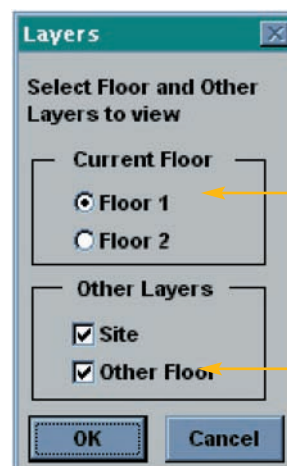 Layers
Select Floor and Other
Layers to view
Current Floor
Floor 1
Floor 2
Other Layers
Site
Other Floor
OK
Cancel